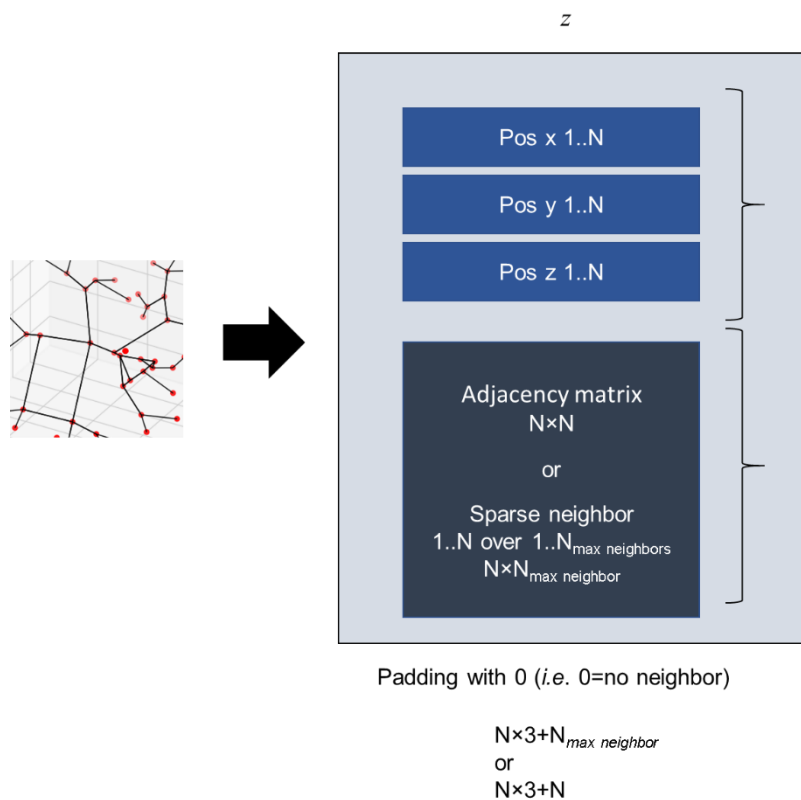 z
Pos x 1..N
Pos y 1..N
Pos z 1..N
Adjacency matrix
N×N
or
Sparse neighbor
1..N over 1..Nmax neighbors
N×Nmax neighbor
Padding with 0 (i.e. 0=no neighbor)
N×3+Nmax neighbor
or
N×3+N